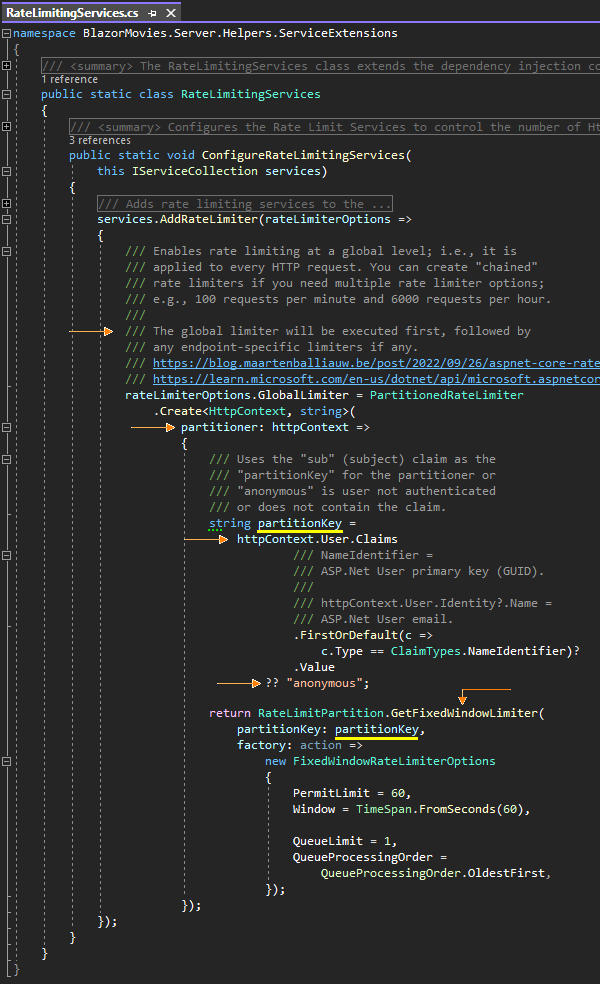 RateLimitingServices.cs
namespace BlazorMovies.Server.Helpers.ServiceExtensions
{
/// <summary> The RateLimitingServices class extends the dependency injection co
1 reference
public static class RateLimitingServices
{
/// <summary> Configures the Rate Limit Services to control the number of Ht
3 references
public static void ConfigureRateLimitingServices(
this IServiceCollection services)
{
/// Adds rate limiting services to the ...
services.AddRateLimiter(rateLimiterOptions =>
{
/// Enables rate limiting at a global level; i.e., it is
/// applied to every HTTP request. You can create "chained"
/// rate limiters if you need multiple rate limiter options;
/// e.g., 100 requests per minute and 6000 requests per hour.
///
/// The global limiter will be executed first, followed by
/// any endpoint-specific limiters if any.
/// https://blog.maartenballiauw.be/post/2022/09/26/aspnet-core-rate
/// https://learn.microsoft.com/en-us/dotnet/api/microsoft.aspnetcor
rateLimiterOptions.GlobalLimiter = PartitionedRateLimiter
.Create<HttpContext, string>(
partitioner: httpContext =>
{
/// Uses the "sub" (subject) claim as the
/// "partitionKey" for the partitioner or
/// "anonymous" is user not authenticated
/// or does not contain the claim.
string partitionKey =
httpContext.User.Claims
/// NameIdentifier =
/// ASP.Net User primary key (GUID).
///
/// httpContext.User.Identity?.Name =
/// ASP.Net User email.
.FirstOrDefault(c =>
c.Type == ClaimTypes.NameIdentifier)?
.Value
?? "anonymous";
return RateLimitPartition.GetFixedWindowLimiter(
partitionKey: partitionKey,
factory: action =>
new FixedWindowRateLimiterOptions
{
PermitLimit = 60,
Window = TimeSpan.FromSeconds(60),
QueueLimit = 1,
QueueProcessingOrder =
QueueProcessingOrder.OldestFirst,
});
});
});
}
}
}